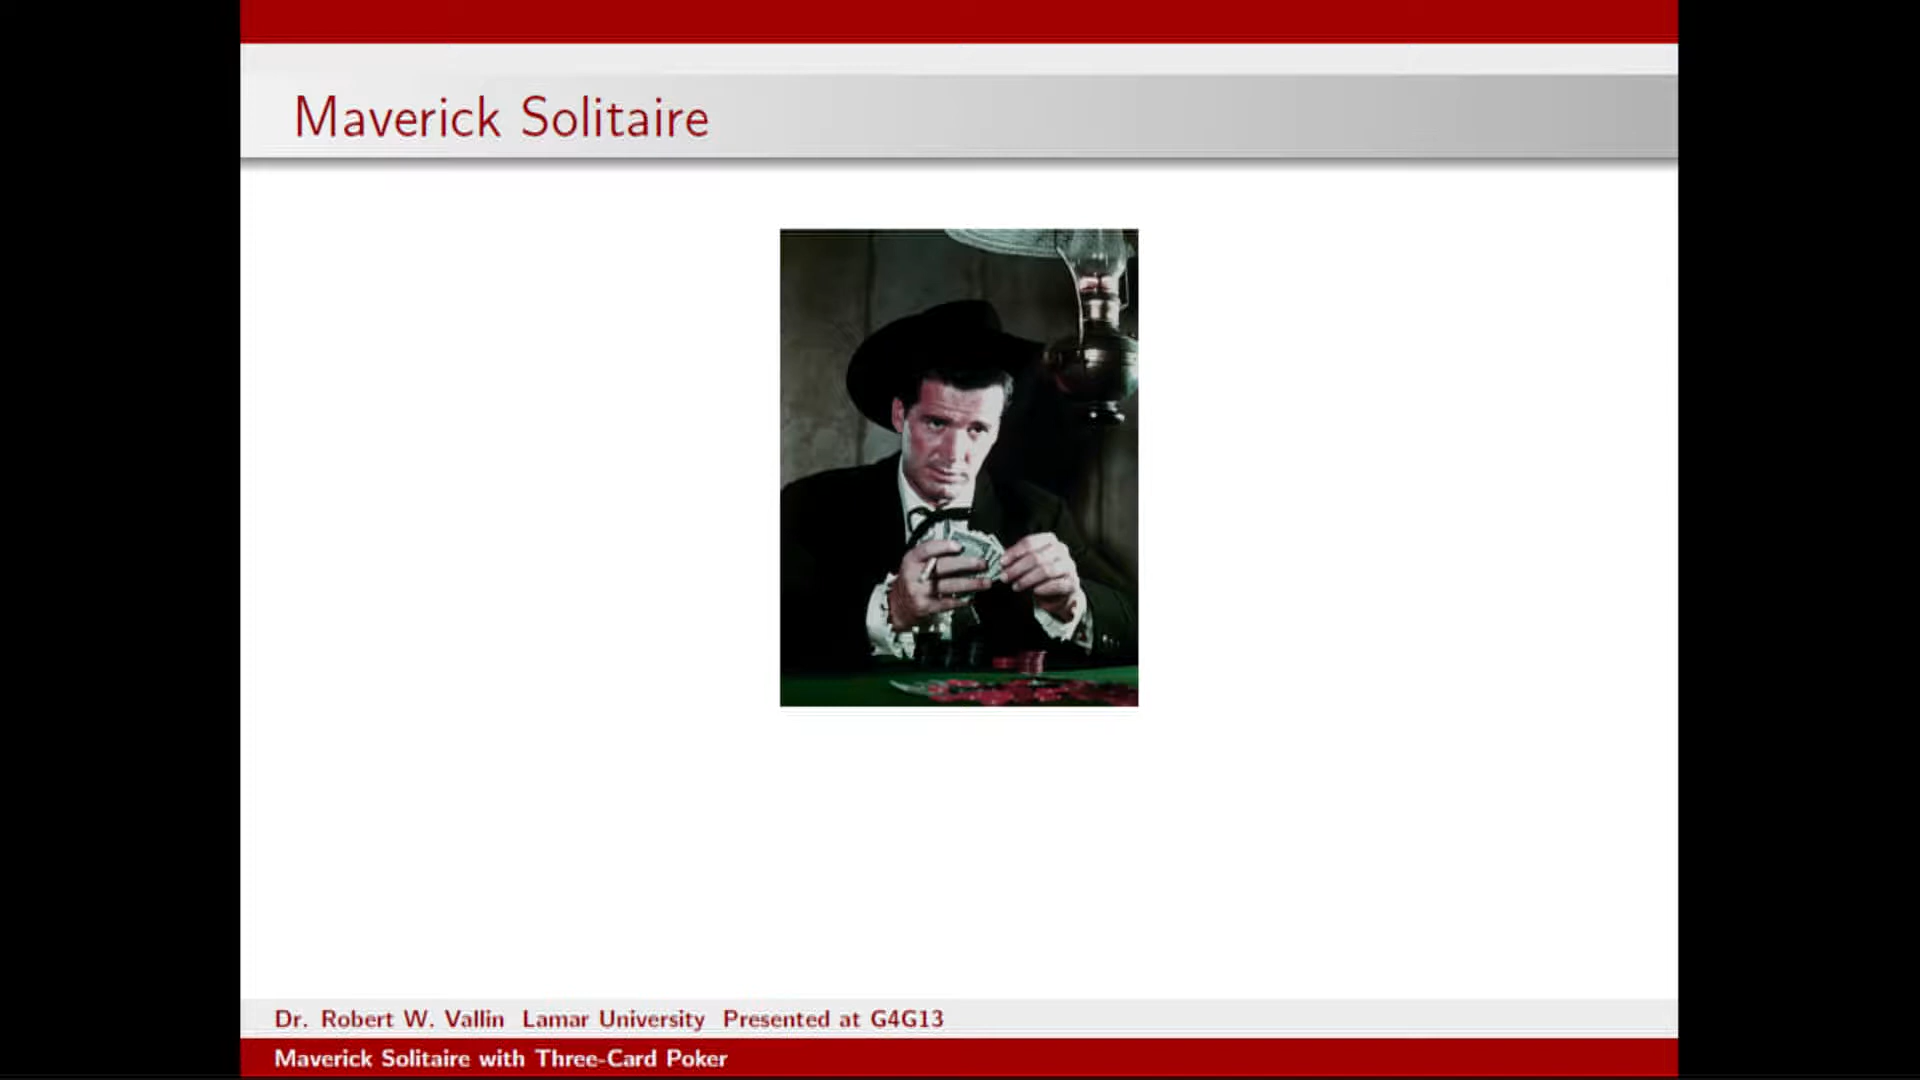 Maverick Solitaire
Dr. Robert W. Vallin Lamar University Presented at G4G13
Maverick Solitaire with Three-Card Poker